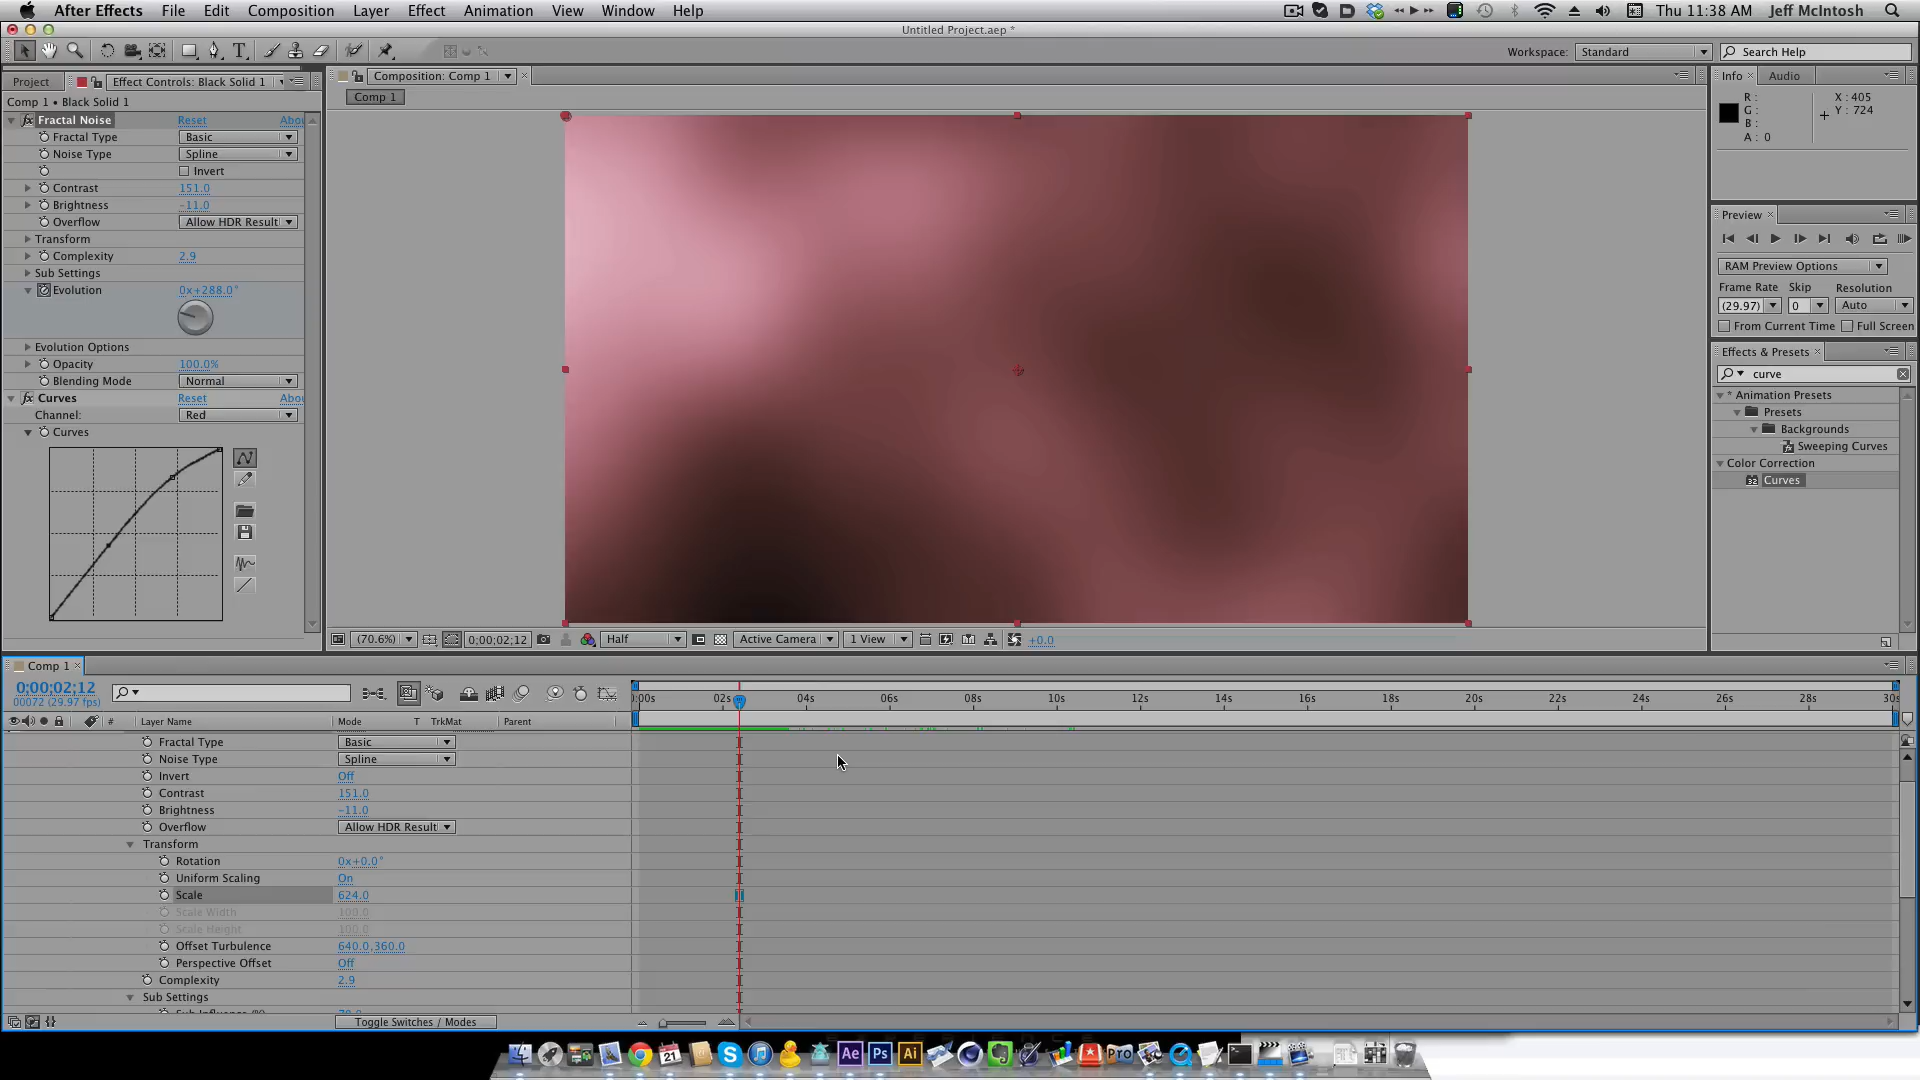 After Effects File Edit Composition Layer Effect Animation View Window Help Thu 11:38 AM Jeff McIntosh
Untitled Project.aep *
Workspace: Standard Search Help
Project Effect Controls: Black Solid 1 Composition: Comp 1 Info Audio
Comp 1 • Black Solid 1
Comp 1
Fractal Noise Reset Abou
Fractal Type Basic
Noise Type Spline
Invert
Contrast 151.0
Brightness -11.0
Overflow Allow HDR Result
Transform
Complexity 2.9
Sub Settings
Evolution 0x+288.0°
Evolution Options
Opacity 100.0%
Blending Mode Normal
Curves Reset Abou
Channel: Red
Curves
R :
G :
B :
A : 0
X : 405
Y : 724
Preview
RAM Preview Options
Frame Rate Skip Resolution
(29.97) 0 Auto
From Current Time Full Screen
Effects & Presets
curve
* Animation Presets
Presets
Backgrounds
Sweeping Curves
Color Correction
32 Curves
(70.6%) 0;00;02;12 Half Active Camera 1 View +0.0
Comp 1
0;00;02;12
00072 (29.97 fps)
:00s 02s 04s 06s 08s 10s 12s 14s 16s 18s 20s 22s 24s 26s 28s 30s
# Layer Name Mode T TrkMat Parent
Fractal Type Basic
Noise Type Spline
Invert Off
Contrast 151.0
Brightness -11.0
Overflow Allow HDR Result
Transform
Rotation 0x+0.0°
Uniform Scaling On
Scale 624.0
Scale Width 100.0
Scale Height 100.0
Offset Turbulence 640.0,360.0
Perspective Offset Off
Complexity 2.9
Sub Settings
Toggle Switches / Modes
21 Ae Ps Ai Pro